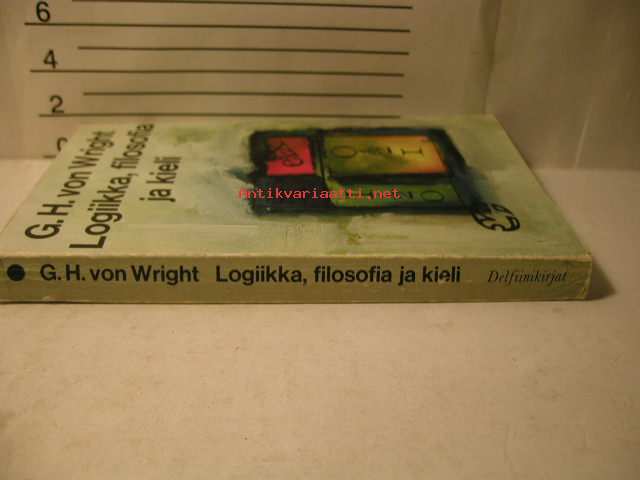 6
4
2
G. H. von Wright
Logiikka, filosofia
ja kieli
Antikvariaatti.net
G. H. von Wright Logiikka, filosofia ja kieli Delfiinikirjat